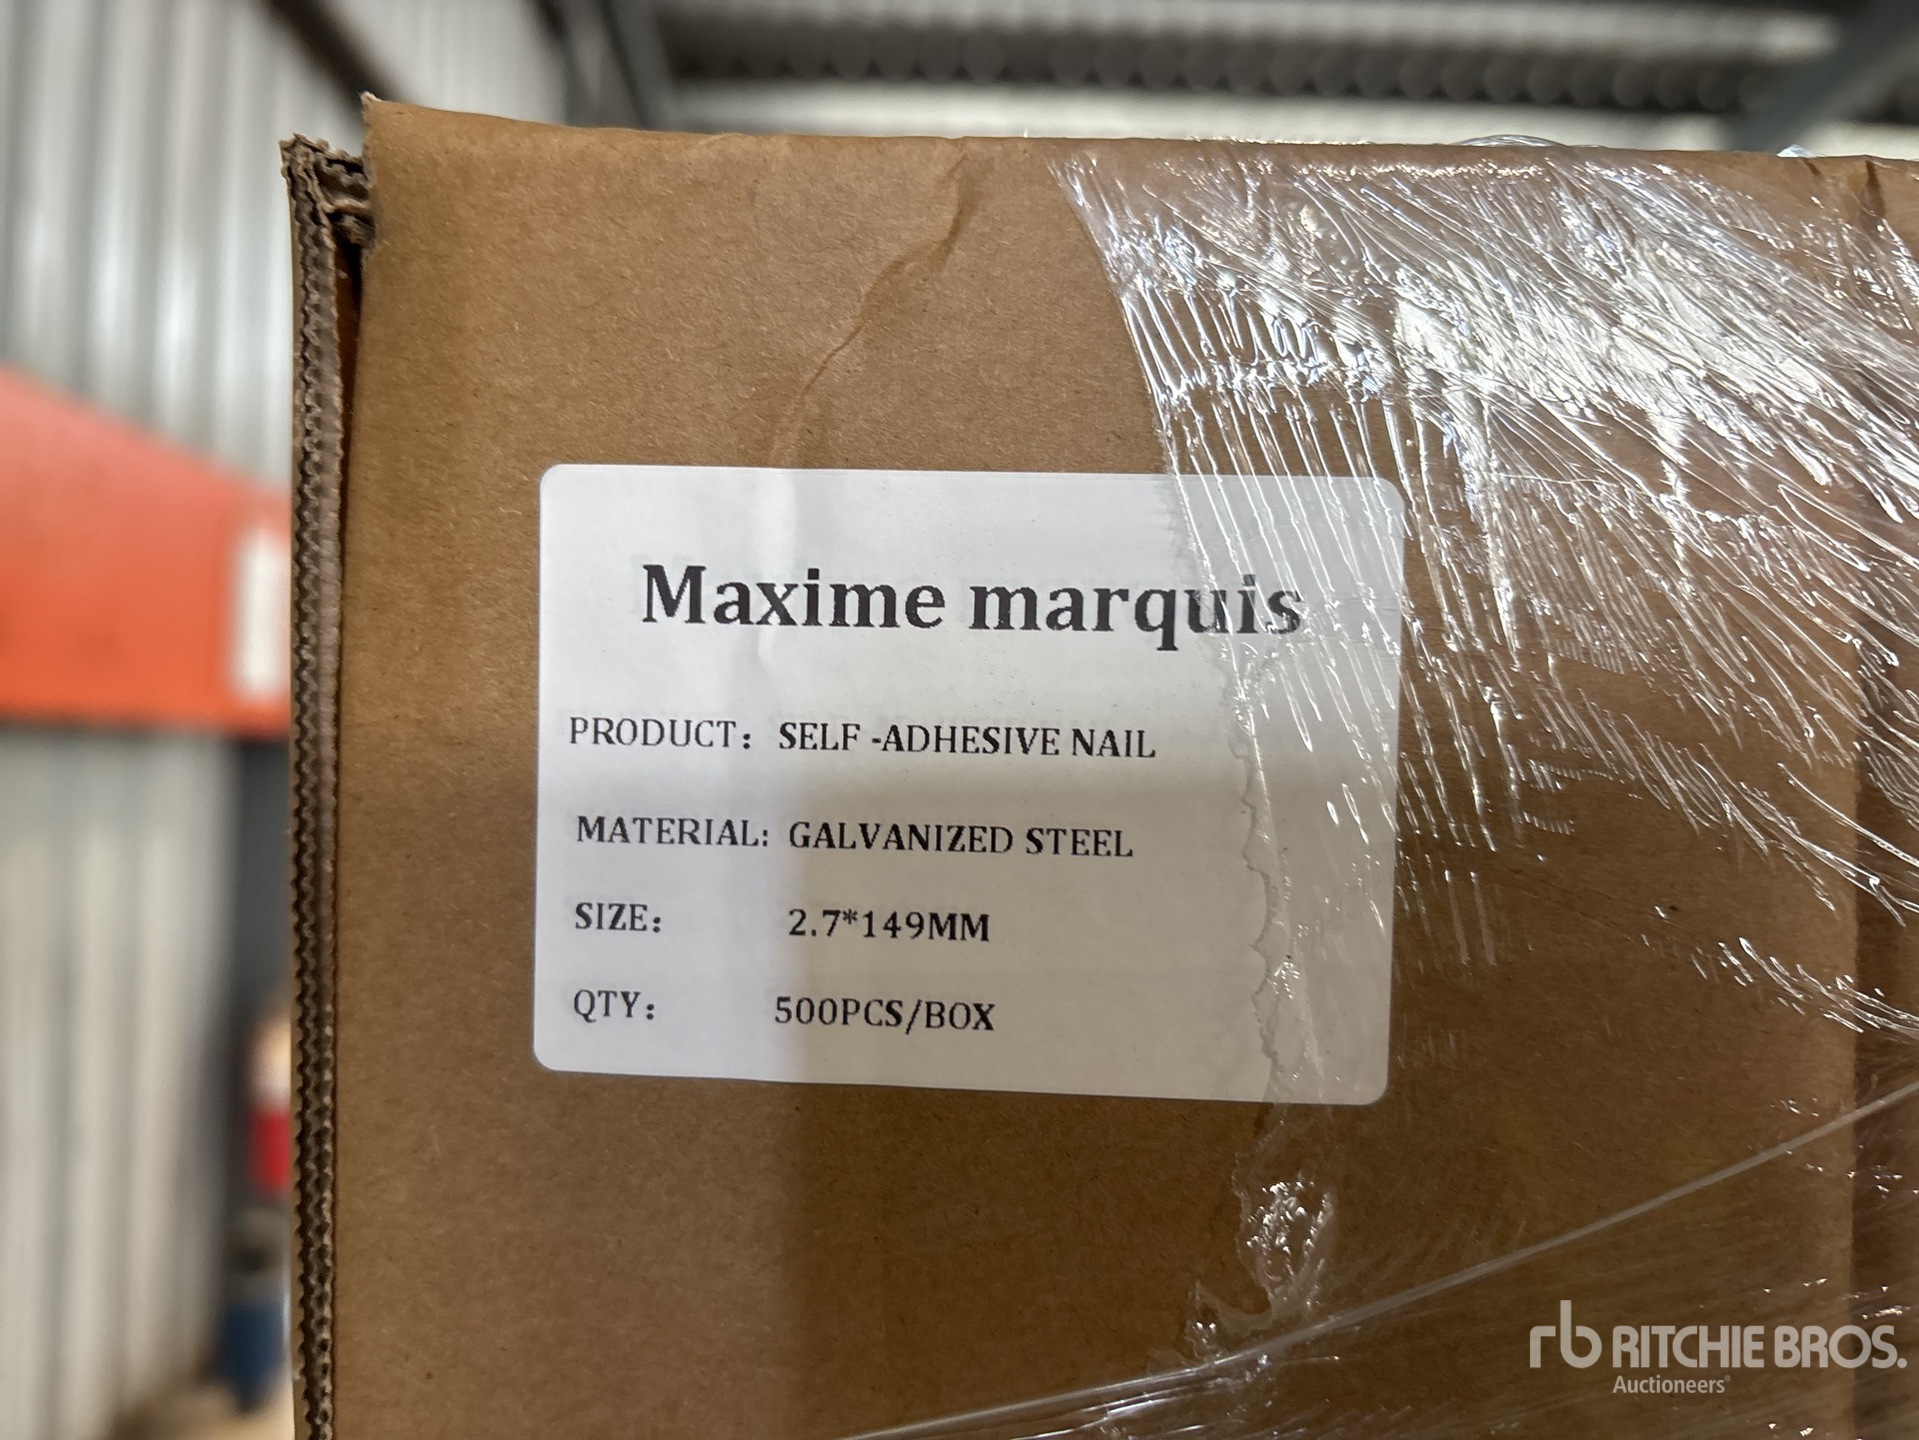 Maxime marquis
PRODUCT: SELF -ADHESIVE NAIL
MATERIAL: GALVANIZED STEEL
SIZE: 2.7*149MM
QTY: 500PCS/BOX
rb RITCHIE BROS.
Auctioneers®